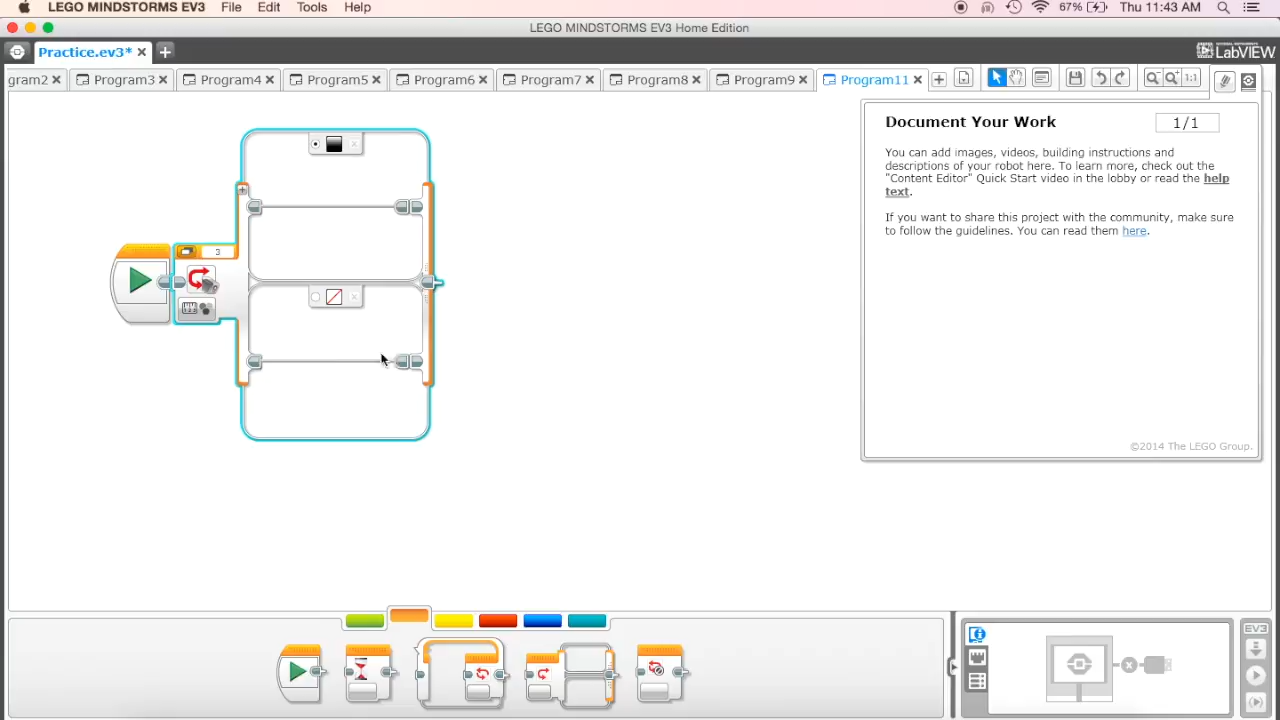 LEGO MINDSTORMS EV3 File Edit Tools Help 67% Thu 11:43 AM
LEGO MINDSTORMS EV3 Home Edition
Practice.ev3*
LabVIEW
gram2 Program3 Program4 Program5 Program6 Program7 Program8 Program9 Program11 1:1
Document Your Work 1/1
You can add images, videos, building instructions and
descriptions of your robot here. To learn more, check out the
"Content Editor" Quick Start video in the lobby or read the help
text.
If you want to share this project with the community, make sure
to follow the guidelines. You can read them here.
3
©2014 The LEGO Group.
EV3